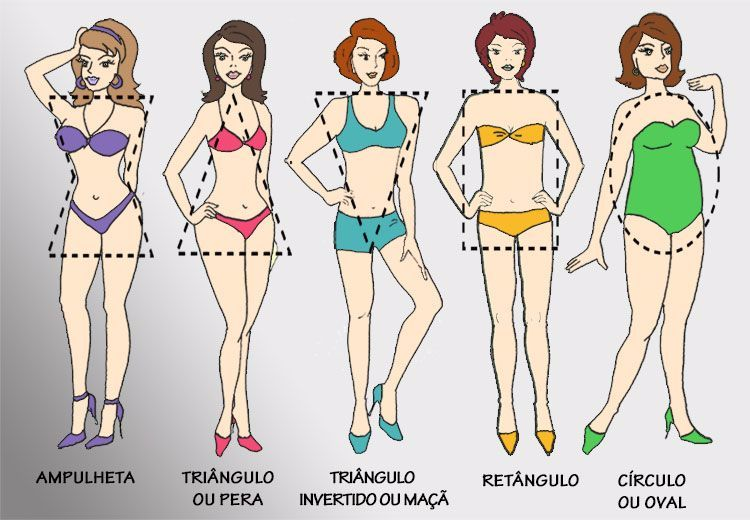 AMPULHETA
TRIÂNGULO
OU PERA
TRIÂNGULO
INVERTIDO OU MAÇÃ
RETÂNGULO
CÍRCULO
OU OVAL